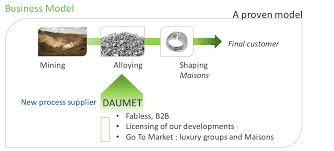 Business Model
A proven model
Mining
Alloying
Shaping
Maisons
Final customer
New process supplier
DAUMET
• Fabless, B2B
• Licensing of our developments
• Go To Market : luxury groups and Maisons